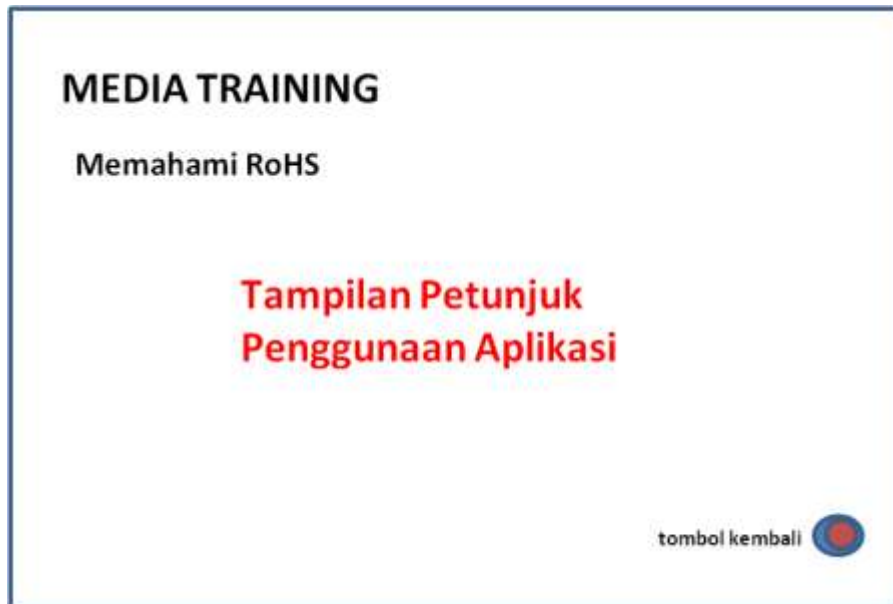 MEDIA TRAINING
Memahami RoHS
Tampilan Petunjuk
Penggunaan Aplikasi
tombol kembali